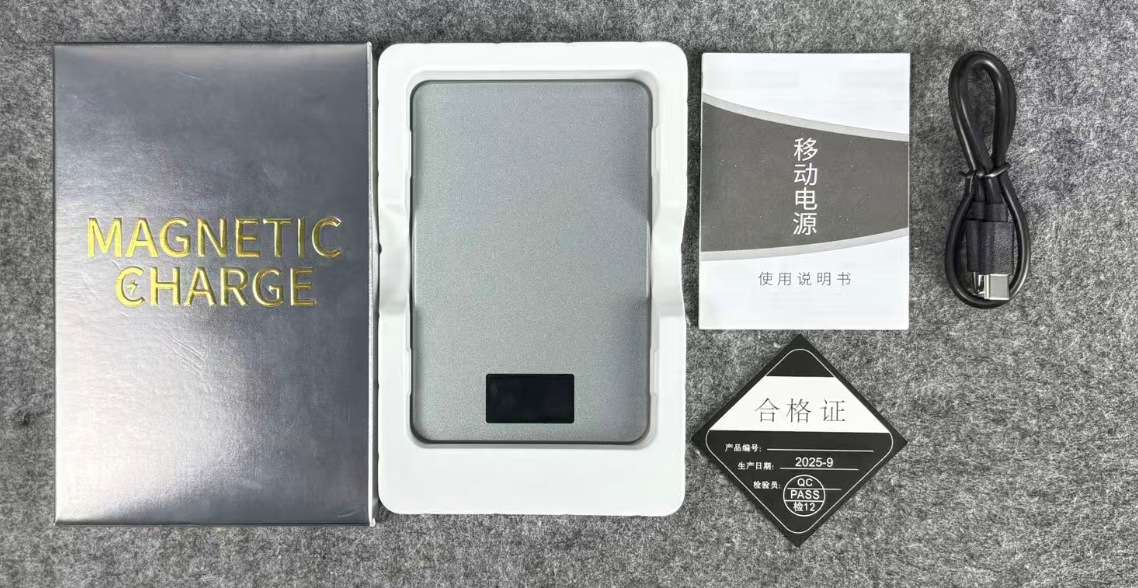 MAGNETIC
CHARGE
移动电源
使用说明书
合格证
产品编号:
生产日期: 2025-9
检验员:
QC
PASS
检12